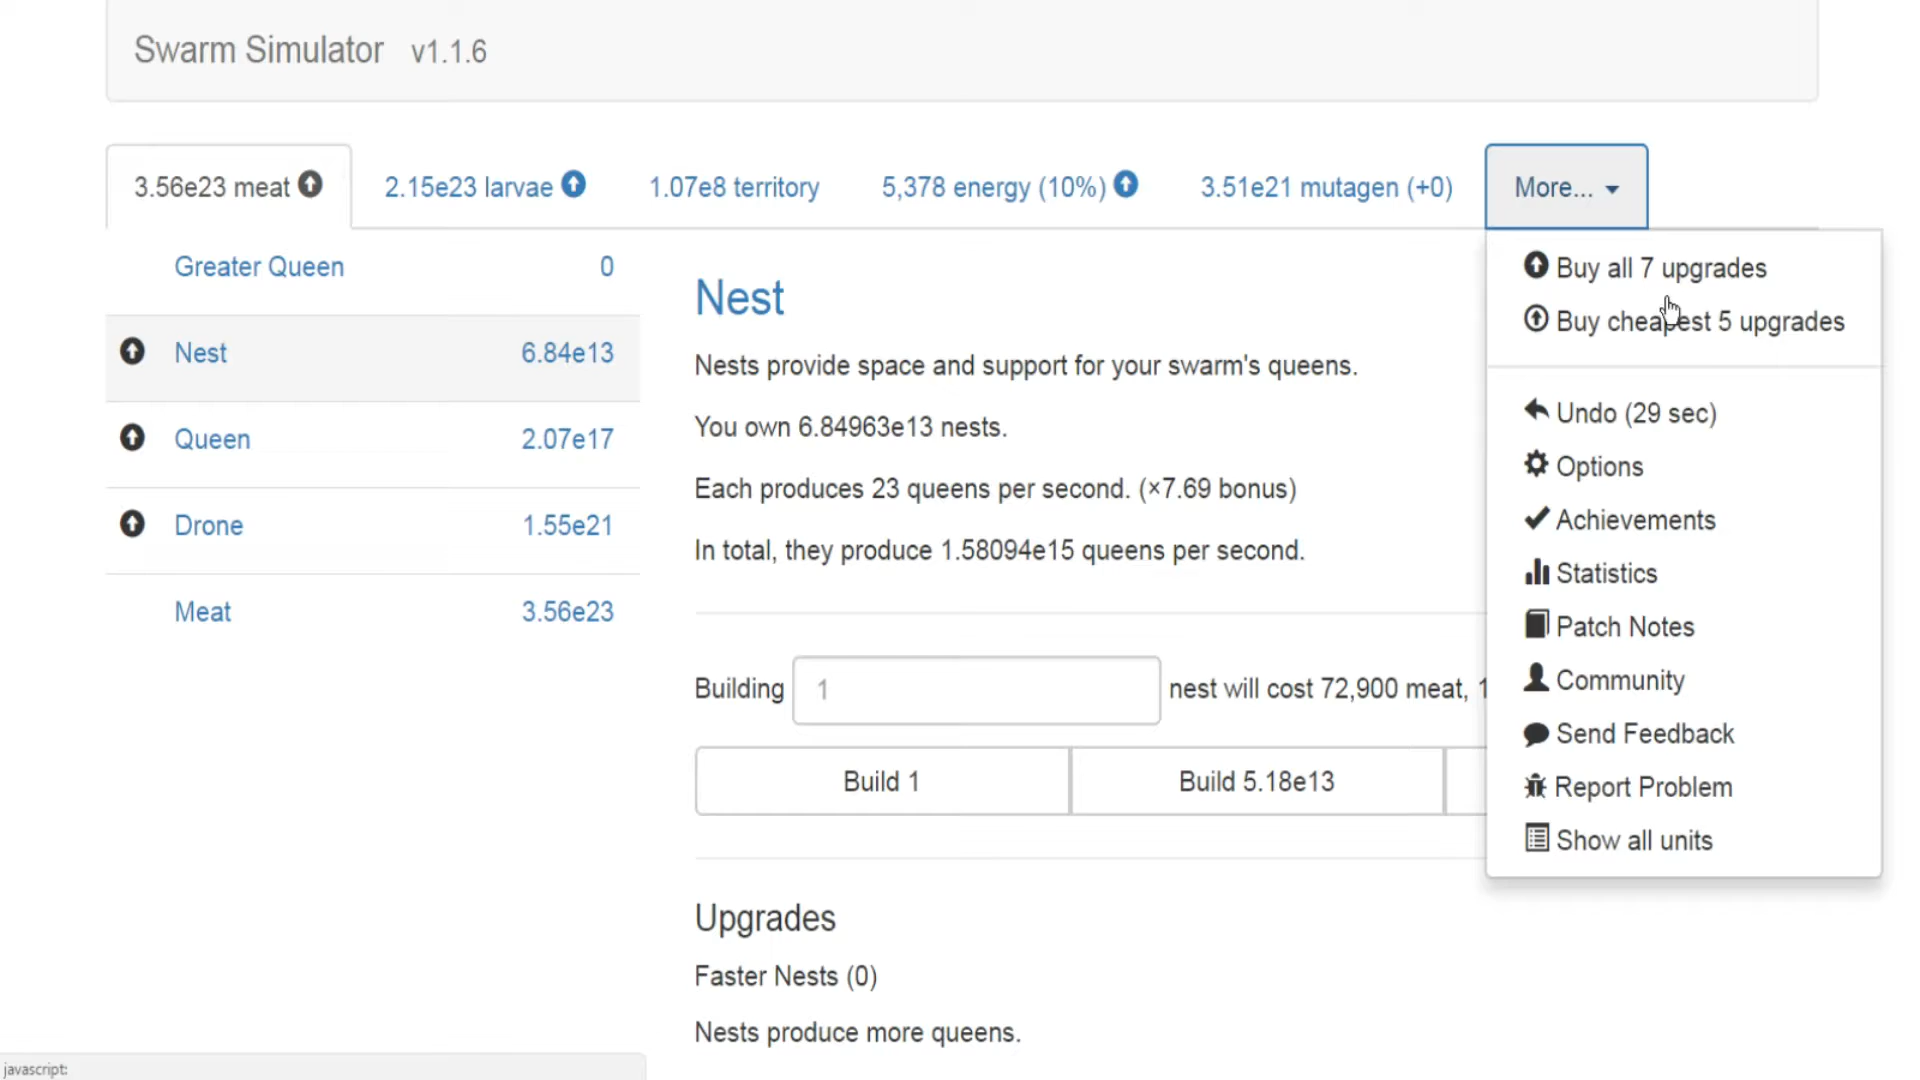 Swarm Simulator v1.1.6
3.56e23 meat 2.15e23 larvae 1.07e8 territory 5,378 energy (10%) 3.51e21 mutagen (+0) More...
Greater Queen 0
Nest 6.84e13
Queen 2.07e17
Drone 1.55e21
Meat 3.56e23
Nest
Nests provide space and support for your swarm's queens.
You own 6.84963e13 nests.
Each produces 23 queens per second. (×7.69 bonus)
In total, they produce 1.58094e15 queens per second.
Building 1 nest will cost 72,900 meat, 1
Build 1 Build 5.18e13
Upgrades
Faster Nests (0)
Nests produce more queens.
Buy all 7 upgrades
Buy cheapest 5 upgrades
Undo (29 sec)
Options
Achievements
Statistics
Patch Notes
Community
Send Feedback
Report Problem
Show all units
javascript: